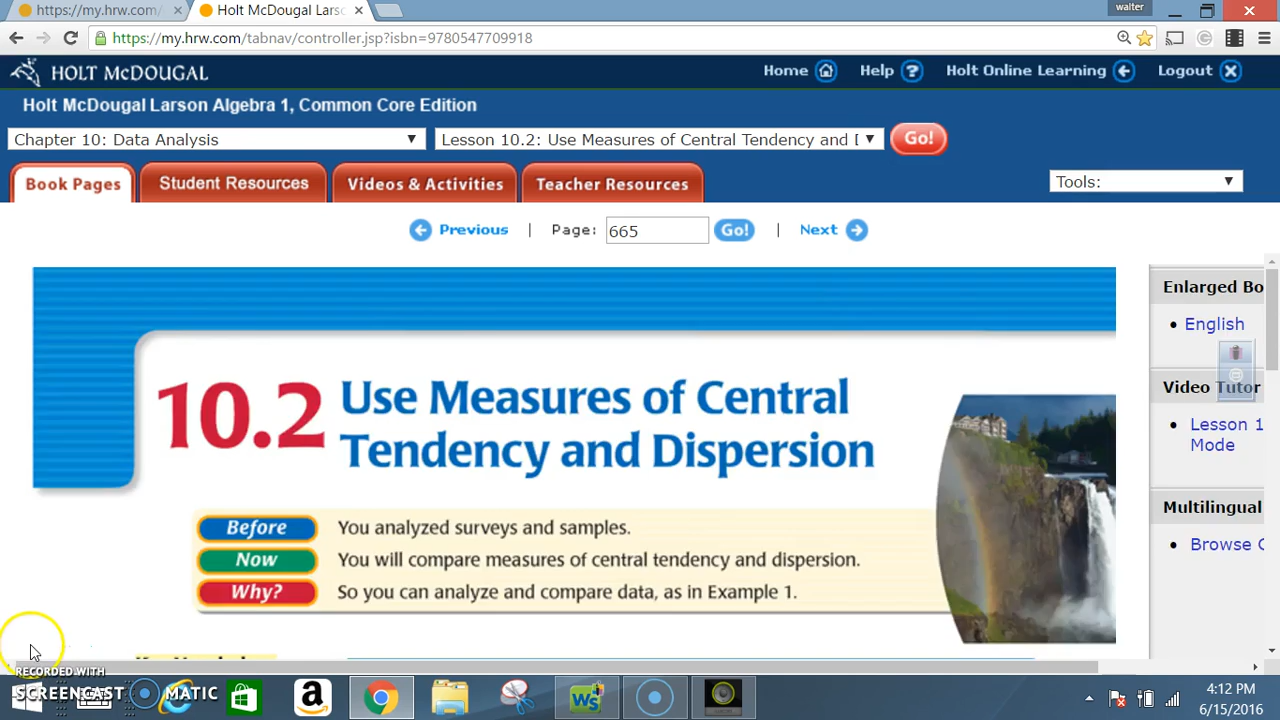 https://my.hrw.com/
Holt McDougal Larso
walter
https://my.hrw.com/tabnav/controller.jsp?isbn=9780547709918
HOLT MCDOUGAL
Home
Help
Holt Online Learning
Logout
Holt McDougal Larson Algebra 1, Common Core Edition
Chapter 10: Data Analysis
Lesson 10.2: Use Measures of Central Tendency and D
Go!
Book Pages
Student Resources
Videos & Activities
Teacher Resources
Tools:
Previous | Page: 665 Go! | Next
10.2 Use Measures of Central
Tendency and Dispersion
Before You analyzed surveys and samples.
Now You will compare measures of central tendency and dispersion.
Why? So you can analyze and compare data, as in Example 1.
Enlarged Bo
English
Video Tutor
Lesson 1
Mode
Multilingual
Browse
RECORDED WITH
SCREENCAST MATIC
4:12 PM
6/15/2016